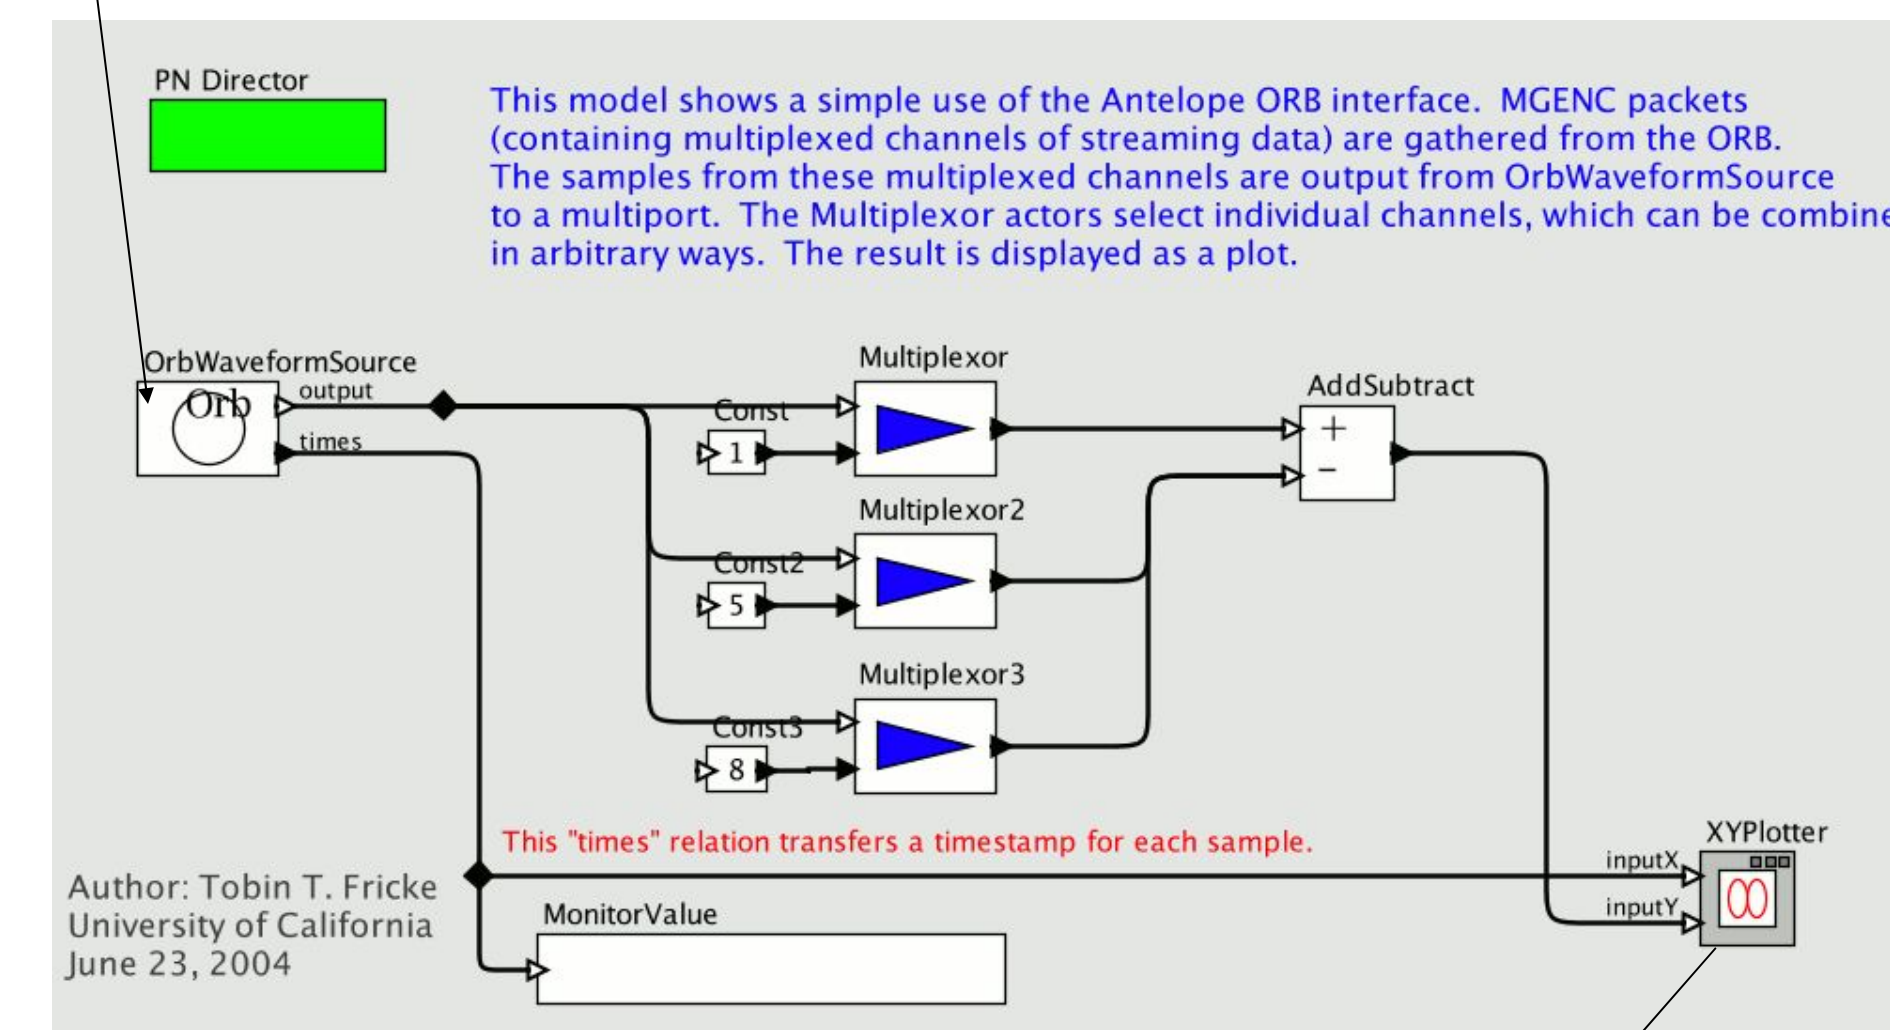 PN Director
This model shows a simple use of the Antelope ORB interface.  MGENC packets
(containing multiplexed channels of streaming data) are gathered from the ORB.
The samples from these multiplexed channels are output from OrbWaveformSource
to a multiport.  The Multiplexor actors select individual channels, which can be combine
in arbitrary ways.  The result is displayed as a plot.
OrbWaveformSource
Orb
output
times
Multiplexor
Const
1
AddSubtract
+
−
Multiplexor2
Const2
5
Multiplexor3
Const3
8
This "times" relation transfers a timestamp for each sample.
XYPlotter
inputX
inputY
Author: Tobin T. Fricke
University of California
June 23, 2004
MonitorValue